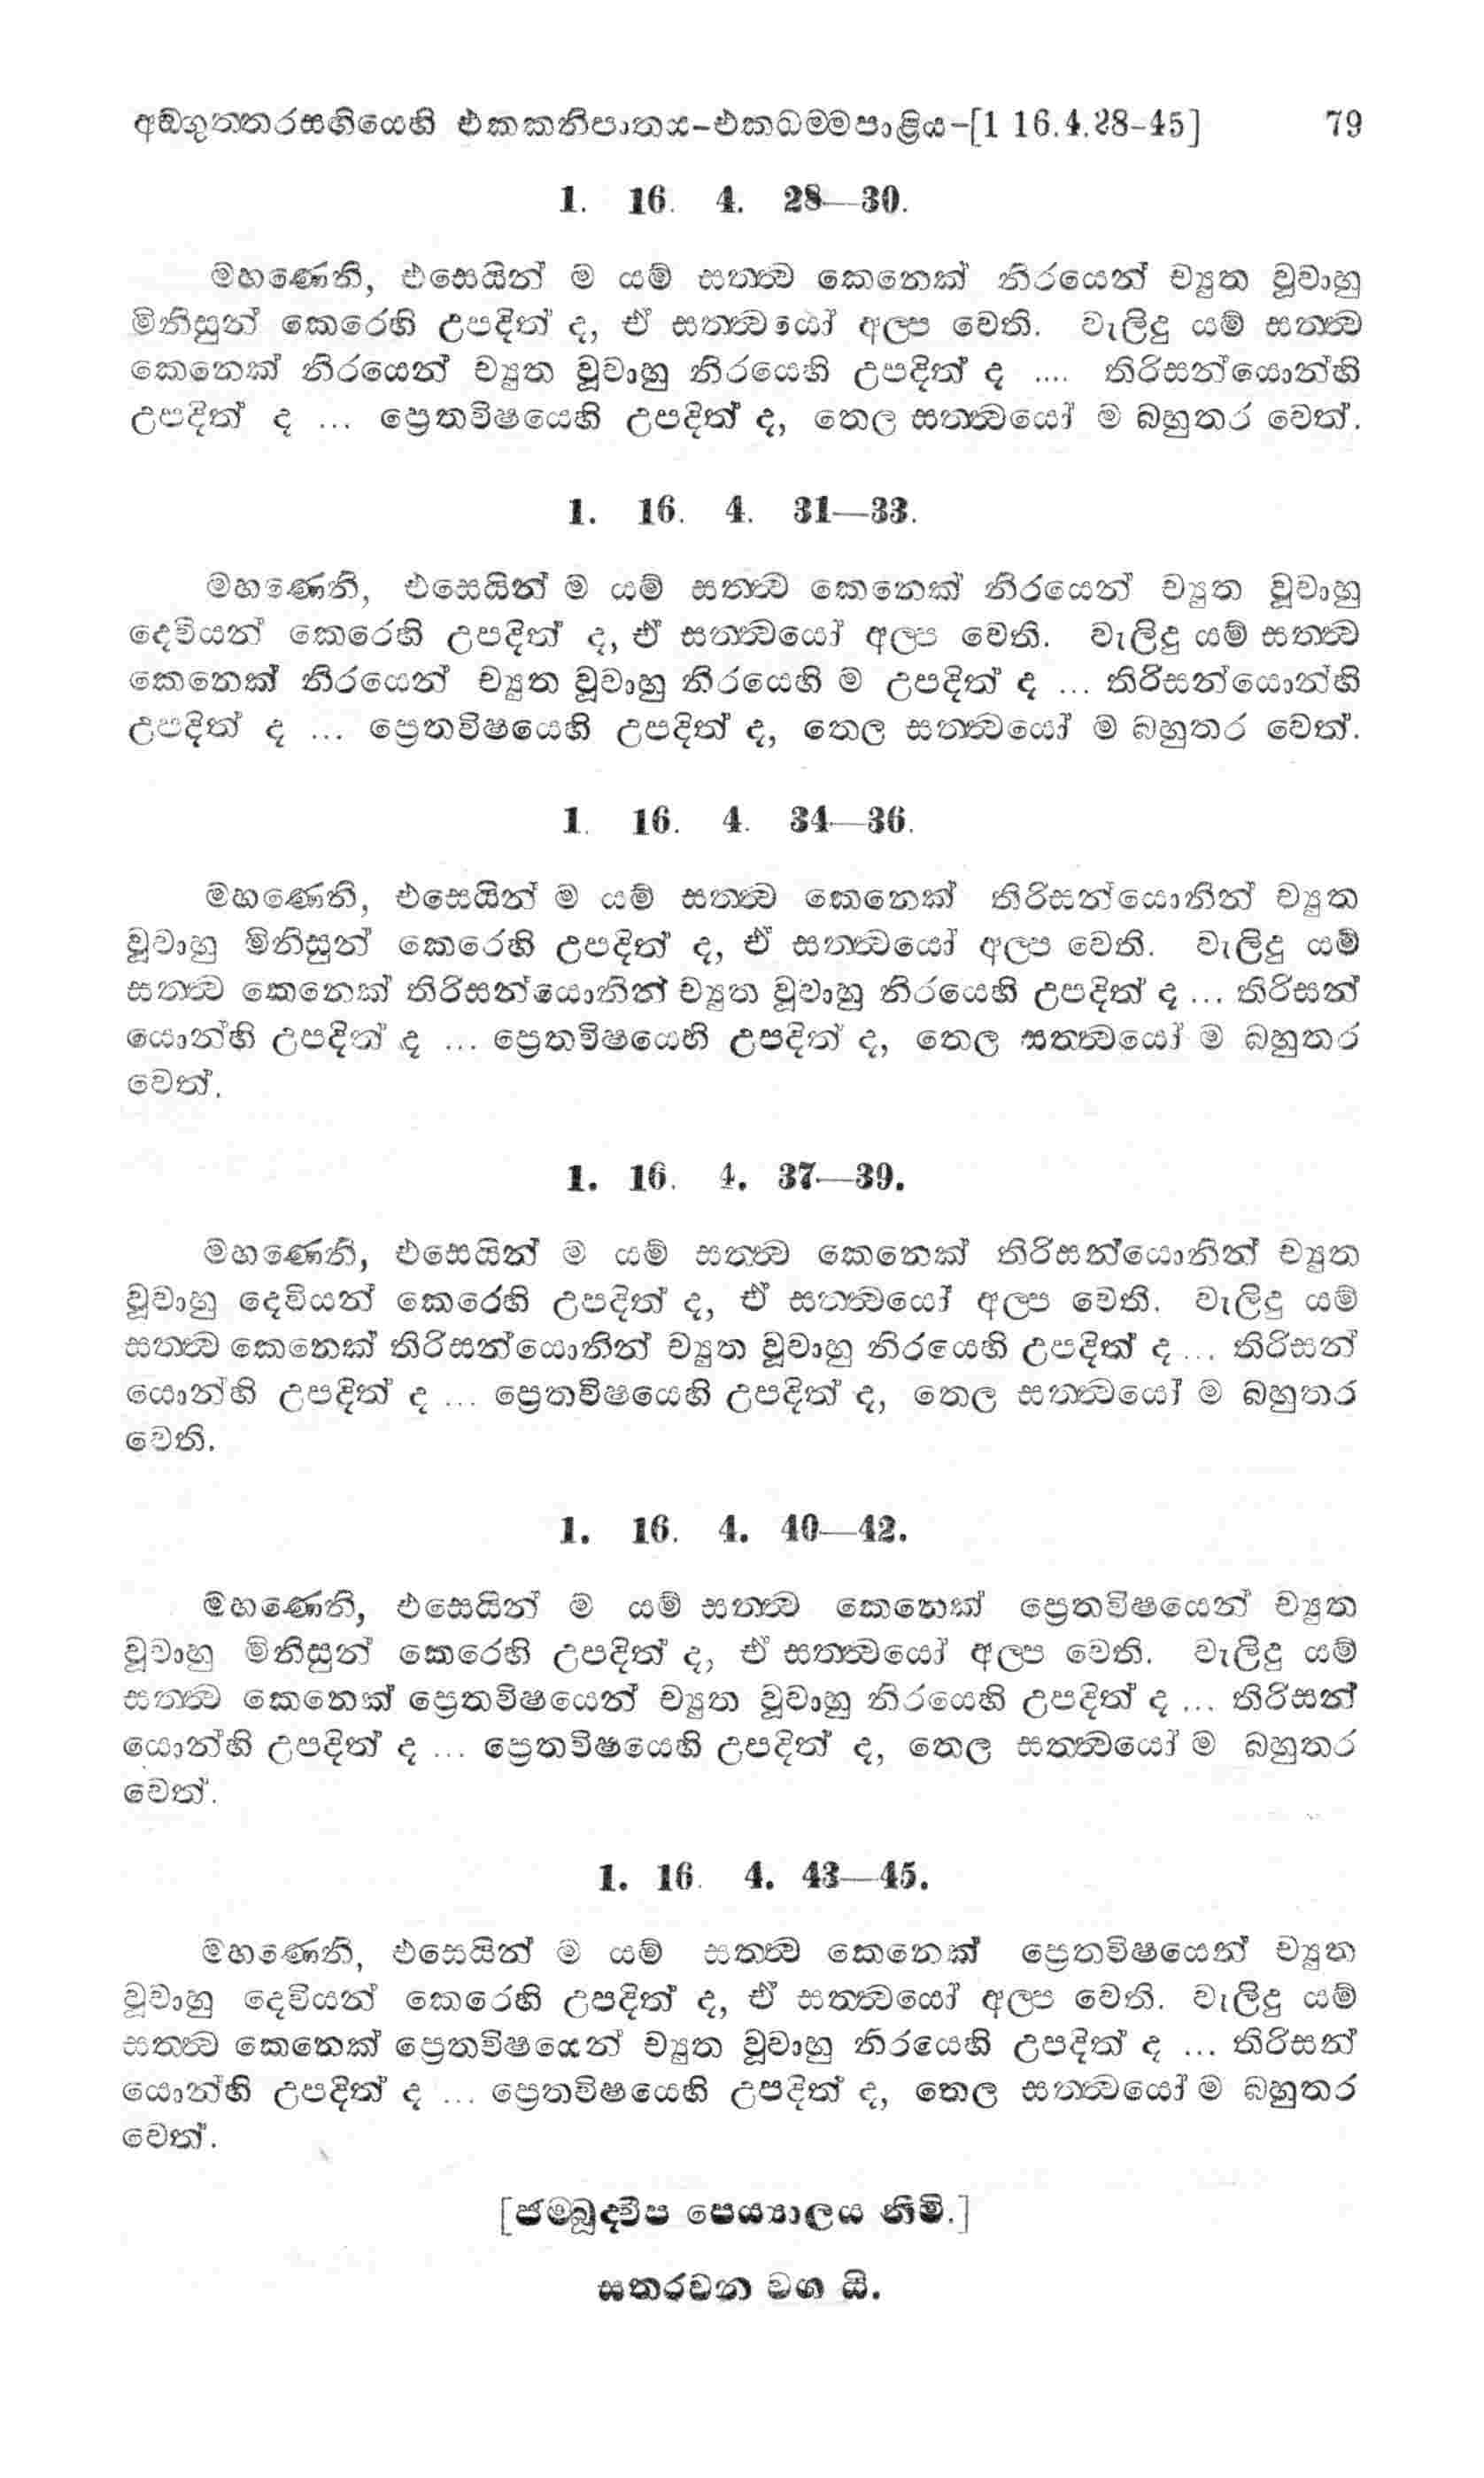 අඞ්ගුත්තරසඟියෙහි එකකනිපාතය-එකධම්මපාළිය-[1 16.4.28-45] 79
1. 16. 4. 28—30.
මහණෙනි, එසෙයින් ම යම් සත්ත්ව කෙනෙක් නිරයෙන් ච්‍යුත වූවාහු
මිනිසුන් කෙරෙහි උපදිත් ද, ඒ සත්ත්වයෝ අල්ප වෙති. වැලිදු යම් සත්ත්ව
කෙනෙක් නිරයෙන් ච්‍යුත වූවාහු නිරයෙහි උපදිත් ද .... තිරිසන්යොන්හි
උපදිත් ද ... ප්‍රෙතවිෂයෙහි උපදිත් ද, තෙල සත්ත්වයෝ ම බහුතර වෙත්.
1. 16. 4. 31—33.
මහණෙනි, එසෙයින් ම යම් සත්ත්ව කෙනෙක් නිරයෙන් ච්‍යුත වූවාහු
දෙවියන් කෙරෙහි උපදිත් ද, ඒ සත්ත්වයෝ අල්ප වෙති. වැලිදු යම් සත්ත්ව
කෙනෙක් නිරයෙන් ච්‍යුත වූවාහු නිරයෙහි ම උපදිත් ද ... තිරිසන්යොන්හි
උපදිත් ද ... ප්‍රෙතවිෂයෙහි උපදිත් ද, තෙල සත්ත්වයෝ ම බහුතර වෙත්.
1. 16. 4. 34—36.
මහණෙනි, එසෙයින් ම යම් සත්ත්ව කෙනෙක් තිරිසන්යොනින් ච්‍යුත
වූවාහු මිනිසුන් කෙරෙහි උපදිත් ද, ඒ සත්ත්වයෝ අල්ප වෙති. වැලිදු යම්
සත්ත්ව කෙනෙක් තිරිසන්යොනින් ච්‍යුත වූවාහු නිරයෙහි උපදිත් ද ... තිරිසන්
යොන්හි උපදිත් ද ... ප්‍රෙතවිෂයෙහි උපදිත් ද, තෙල සත්ත්වයෝ ම බහුතර
වෙත්.
1. 16. 4. 37—39.
මහණෙනි, එසෙයින් ම යම් සත්ත්ව කෙනෙක් තිරිසන්යොනින් ච්‍යුත
වූවාහු දෙවියන් කෙරෙහි උපදිත් ද, ඒ සත්ත්වයෝ අල්ප වෙති. වැලිදු යම්
සත්ත්ව කෙනෙක් තිරිසන්යොනින් ච්‍යුත වූවාහු නිරයෙහි උපදිත් ද ... තිරිසන්
යොන්හි උපදිත් ද ... ප්‍රෙතවිෂයෙහි උපදිත් ද, තෙල සත්ත්වයෝ ම බහුතර
වෙති.
1. 16. 4. 40—42.
මහණෙනි, එසෙයින් ම යම් සත්ත්ව කෙනෙක් ප්‍රෙතවිෂයෙන් ච්‍යුත
වූවාහු මිනිසුන් කෙරෙහි උපදිත් ද, ඒ සත්ත්වයෝ අල්ප වෙති. වැලිදු යම්
සත්ත්ව කෙනෙක් ප්‍රෙතවිෂයෙන් ච්‍යුත වූවාහු නිරයෙහි උපදිත් ද ... තිරිසන්
යොන්හි උපදිත් ද ... ප්‍රෙතවිෂයෙහි උපදිත් ද, තෙල සත්ත්වයෝ ම බහුතර
වෙත්.
1. 16. 4. 43—45.
මහණෙනි, එසෙයින් ම යම් සත්ත්ව කෙනෙක් ප්‍රෙතවිෂයෙන් ච්‍යුත
වූවාහු දෙවියන් කෙරෙහි උපදිත් ද, ඒ සත්ත්වයෝ අල්ප වෙති. වැලිදු යම්
සත්ත්ව කෙනෙක් ප්‍රෙතවිෂයෙන් ච්‍යුත වූවාහු නිරයෙහි උපදිත් ද ... තිරිසන්
යොන්හි උපදිත් ද ... ප්‍රෙතවිෂයෙහි උපදිත් ද, තෙල සත්ත්වයෝ ම බහුතර
වෙත්.
[ජම්බූද්වීප පෙය්‍යාලය නිමි.]
සතරවන වග යි.